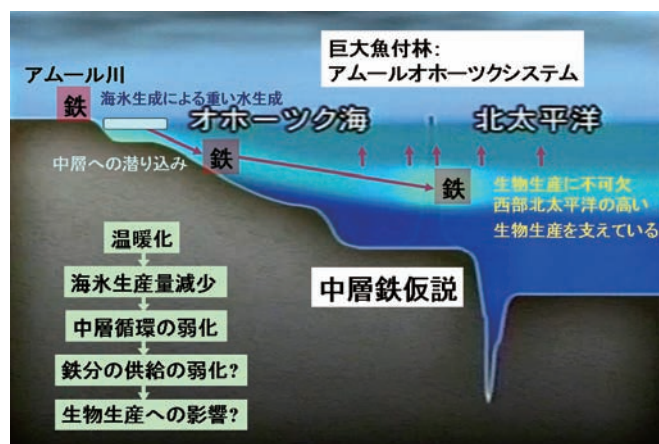 巨大魚付林:
アムールオホーツクシステム
アムール川
鉄
海氷生成による重い水生成
オホーツク海
北太平洋
中層への潜り込み
鉄
鉄
生物生産に不可欠
西部北太平洋の高い
生物生産を支えている
中層鉄仮説
温暖化
海氷生産量減少
中層循環の弱化
鉄分の供給の弱化?
生物生産への影響?